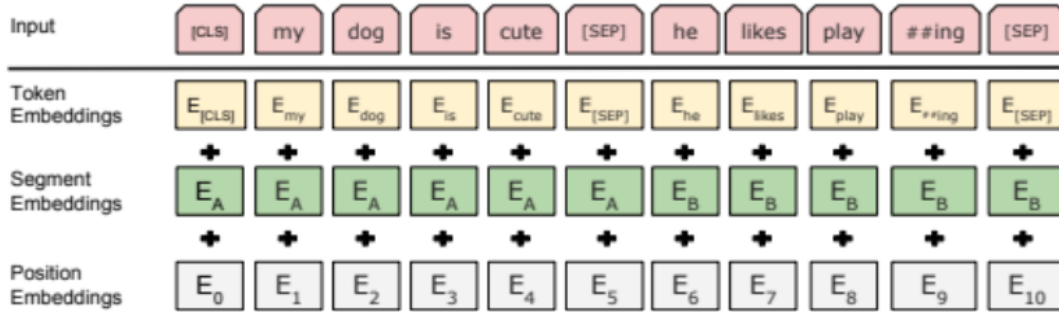 Input [CLS] my dog is cute [SEP] he likes play ##ing [SEP]
Token Embeddings E[CLS] Emy Edog Eis Ecute E[SEP] Ehe Elikes Eplay E##ing E[SEP]
+ + + + + + + + + + +
Segment Embeddings EA EA EA EA EA EA EB EB EB EB EB
+ + + + + + + + + + +
Position Embeddings E0 E1 E2 E3 E4 E5 E6 E7 E8 E9 E10